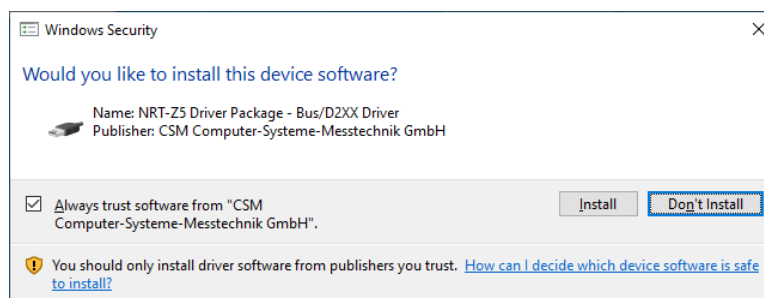 Windows Security
Would you like to install this device software?
Name: NRT-Z5 Driver Package - Bus/D2XX Driver
Publisher: CSM Computer-Systeme-Messtechnik GmbH
Always trust software from "CSM
Computer-Systeme-Messtechnik GmbH".
Install
Don't Install
You should only install driver software from publishers you trust. How can I decide which device software is safe
to install?